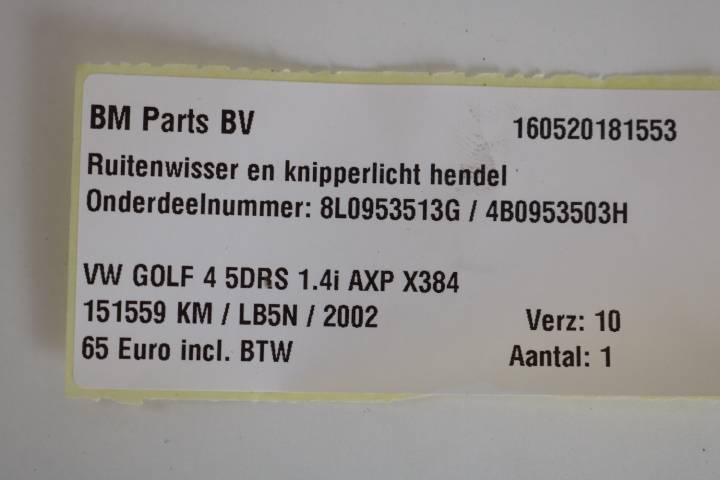 BM Parts BV 160520181553
Ruitenwisser en knipperlicht hendel
Onderdeelnummer: 8L0953513G / 4B0953503H
VW GOLF 4 5DRS 1.4i AXP X384
151559 KM / LB5N / 2002 Verz: 10
65 Euro incl. BTW Aantal: 1